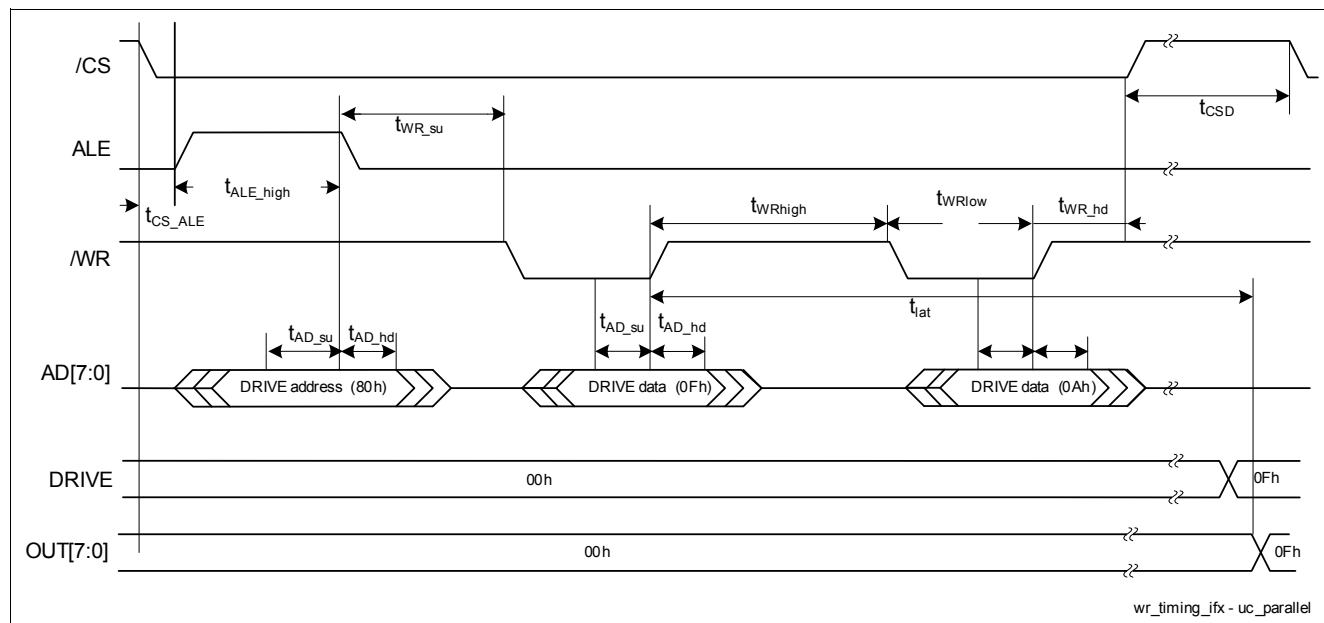 /CS
tCSD
tWR_su
ALE
tALE_high
tCS_ALE
tWRhigh
tWRlow
tWR_hd
/WR
tlat
tAD_su
tAD_hd
tAD_su
tAD_hd
AD[7:0]
DRIVE address (80h)
DRIVE data (0Fh)
DRIVE data (0Ah)
DRIVE
00h
0Fh
OUT[7:0]
00h
0Fh
wr_timing_ifx - uc_parallel